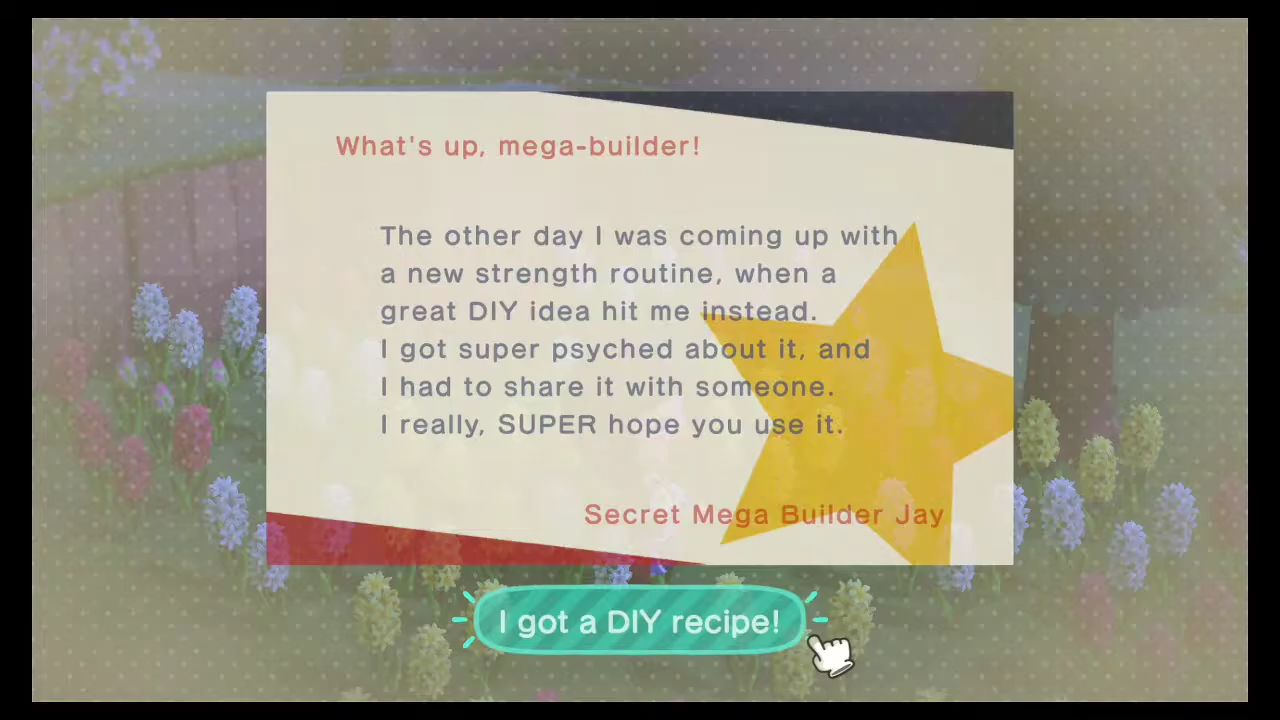 What's up, mega-builder!
The other day I was coming up with
a new strength routine, when a
great DIY idea hit me instead.
I got super psyched about it, and
I had to share it with someone.
I really, SUPER hope you use it.
Secret Mega Builder Jay
I got a DIY recipe!